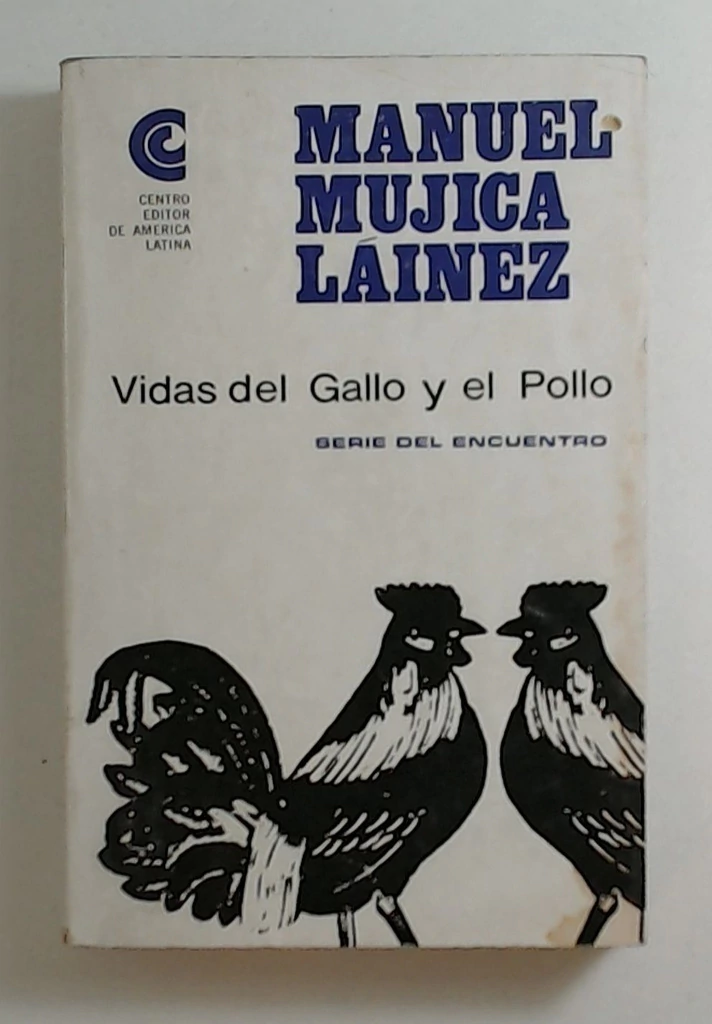 CENTRO
EDITOR
DE AMERICA
LATINA
MANUEL
MUJICA
LÁINEZ
Vidas del Gallo y el Pollo
SERIE DEL ENCUENTRO